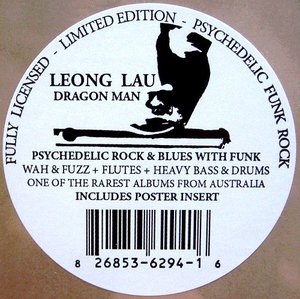 FULLY LICENSED - LIMITED EDITION - PSYCHEDELIC FUNK ROCK
LEONG LAU
DRAGON MAN
PSYCHEDELIC ROCK & BLUES WITH FUNK
WAH & FUZZ + FLUTES + HEAVY BASS & DRUMS
ONE OF THE RAREST ALBUMS FROM AUSTRALIA
INCLUDES POSTER INSERT
8 26853-6294-1 6